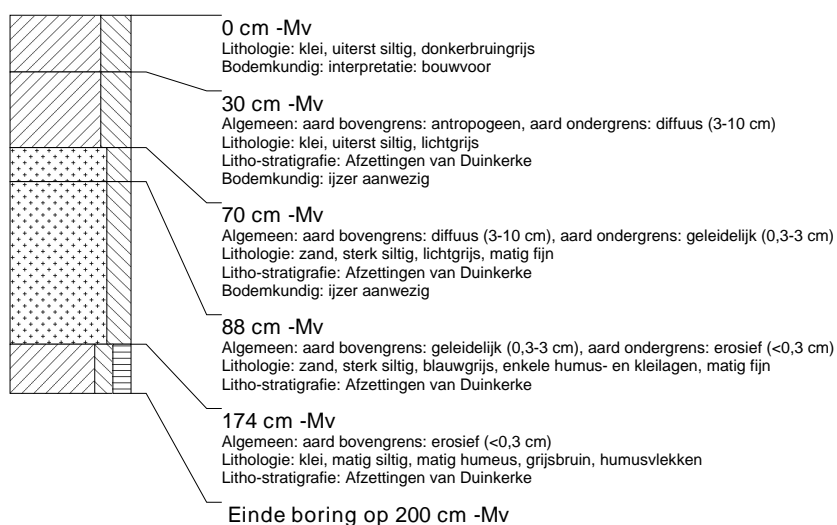 0 cm -Mv
Lithologie: klei, uiterst siltig, donkerbruingrijs
Bodemkundig: interpretatie: bouwvoor
30 cm -Mv
Algemeen: aard bovengrens: antropogeen, aard ondergrens: diffuus (3-10 cm)
Lithologie: klei, uiterst siltig, lichtgrijs
Litho-stratigrafie: Afzettingen van Duinkerke
Bodemkundig: ijzer aanwezig
70 cm -Mv
Algemeen: aard bovengrens: diffuus (3-10 cm), aard ondergrens: geleidelijk (0,3-3 cm)
Lithologie: zand, sterk siltig, lichtgrijs, matig fijn
Litho-stratigrafie: Afzettingen van Duinkerke
Bodemkundig: ijzer aanwezig
88 cm -Mv
Algemeen: aard bovengrens: geleidelijk (0,3-3 cm), aard ondergrens: erosief (<0,3 cm)
Lithologie: zand, sterk siltig, blauwgrijs, enkele humus- en kleilagen, matig fijn
Litho-stratigrafie: Afzettingen van Duinkerke
174 cm -Mv
Algemeen: aard bovengrens: erosief (<0,3 cm)
Lithologie: klei, matig siltig, matig humeus, grijsbruin, humusvlekken
Litho-stratigrafie: Afzettingen van Duinkerke
Einde boring op 200 cm -Mv